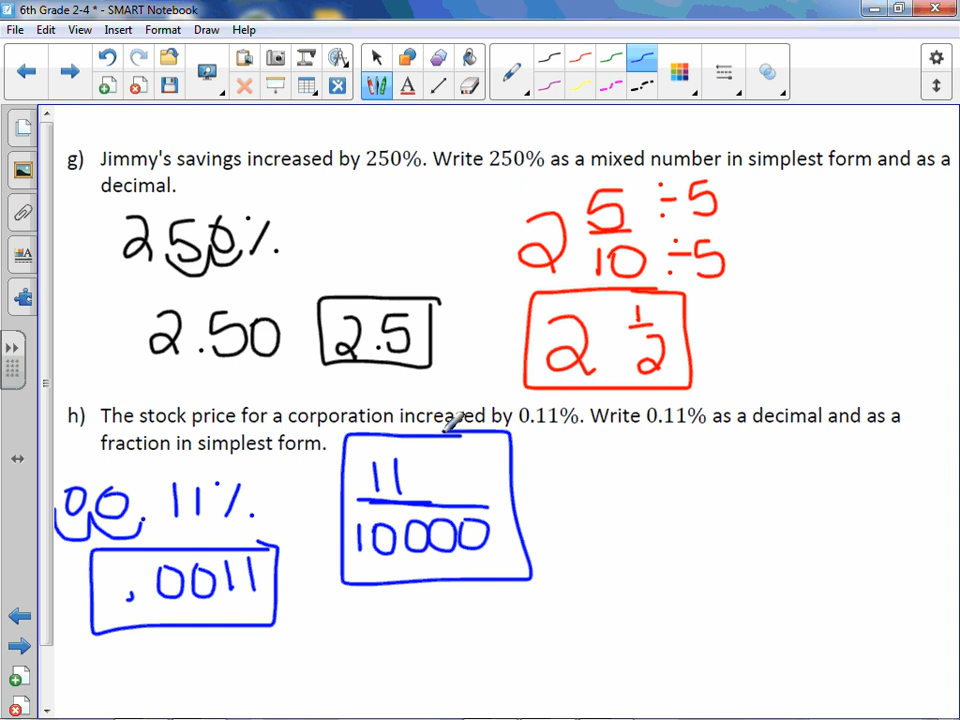 6th Grade 2-4 * - SMART Notebook
File Edit View Insert Format Draw Help
g) Jimmy's savings increased by 250%. Write 250% as a mixed number in simplest form and as a
decimal.
250%
2.50
2.5
2 5/10 ÷5 ÷5
2 1/2
h) The stock price for a corporation increased by 0.11%. Write 0.11% as a decimal and as a
fraction in simplest form.
00.11%
.0011
11
10000